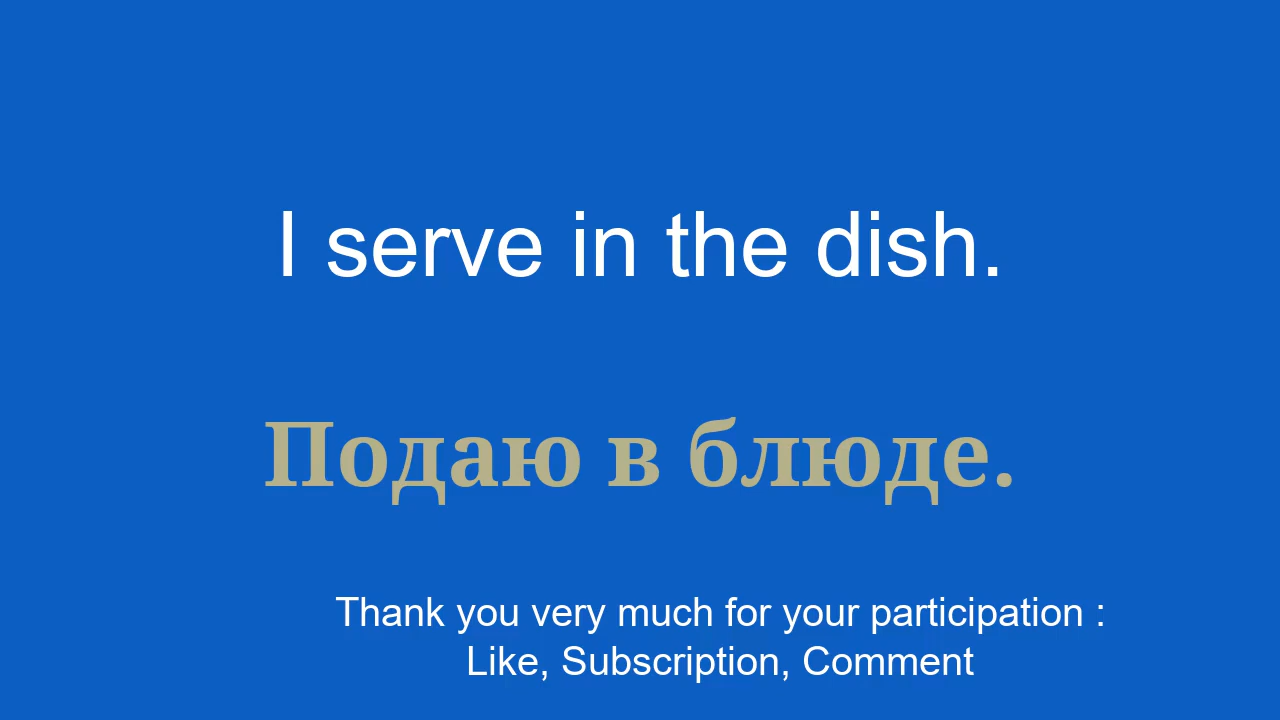 I serve in the dish.
Подаю в блюде.
Thank you very much for your participation :
Like, Subscription, Comment